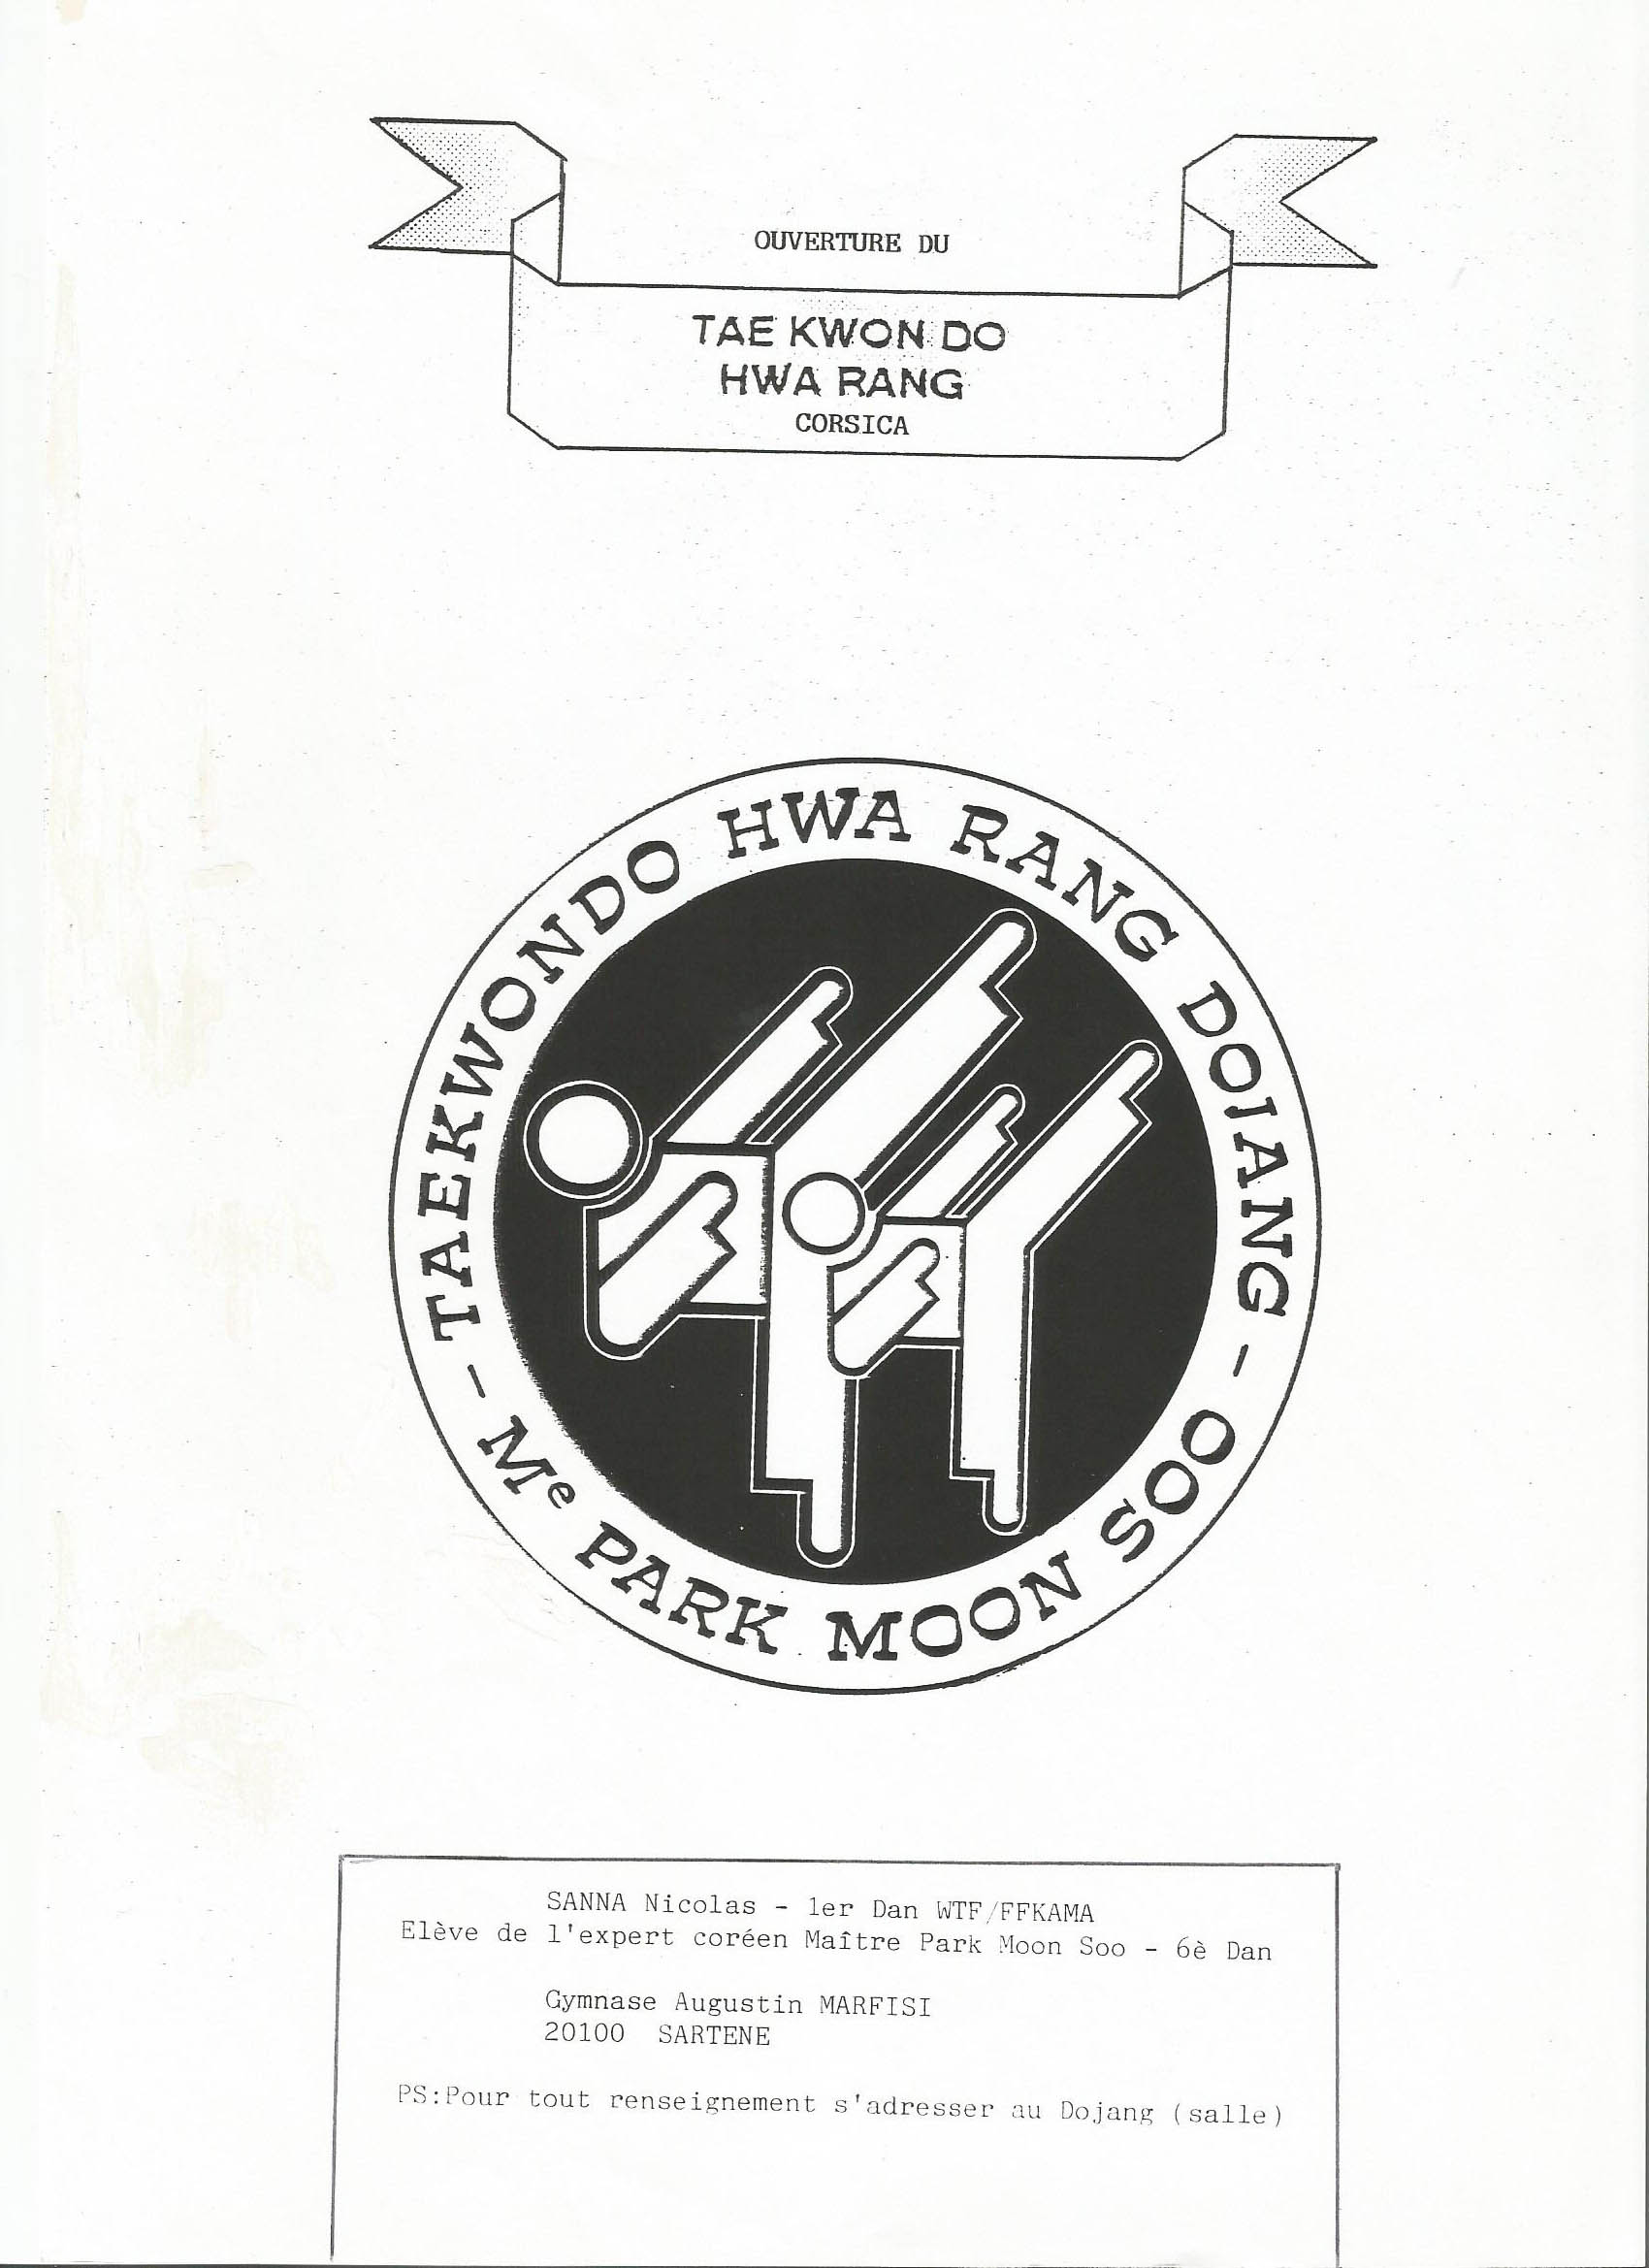 OUVERTURE DU
TAE KWON DO
HWA RANG
CORSICA
TAEKWONDO HWA RANG DOJANG
- Me PARK MOON SOO -
SANNA Nicolas - 1er Dan WTF/FFKAMA
Elève de l'expert coréen Maître Park Moon Soo - 6è Dan
Gymnase Augustin MARFISI
20100 SARTENE
PS:Pour tout renseignement s'adresser au Dojang (salle)